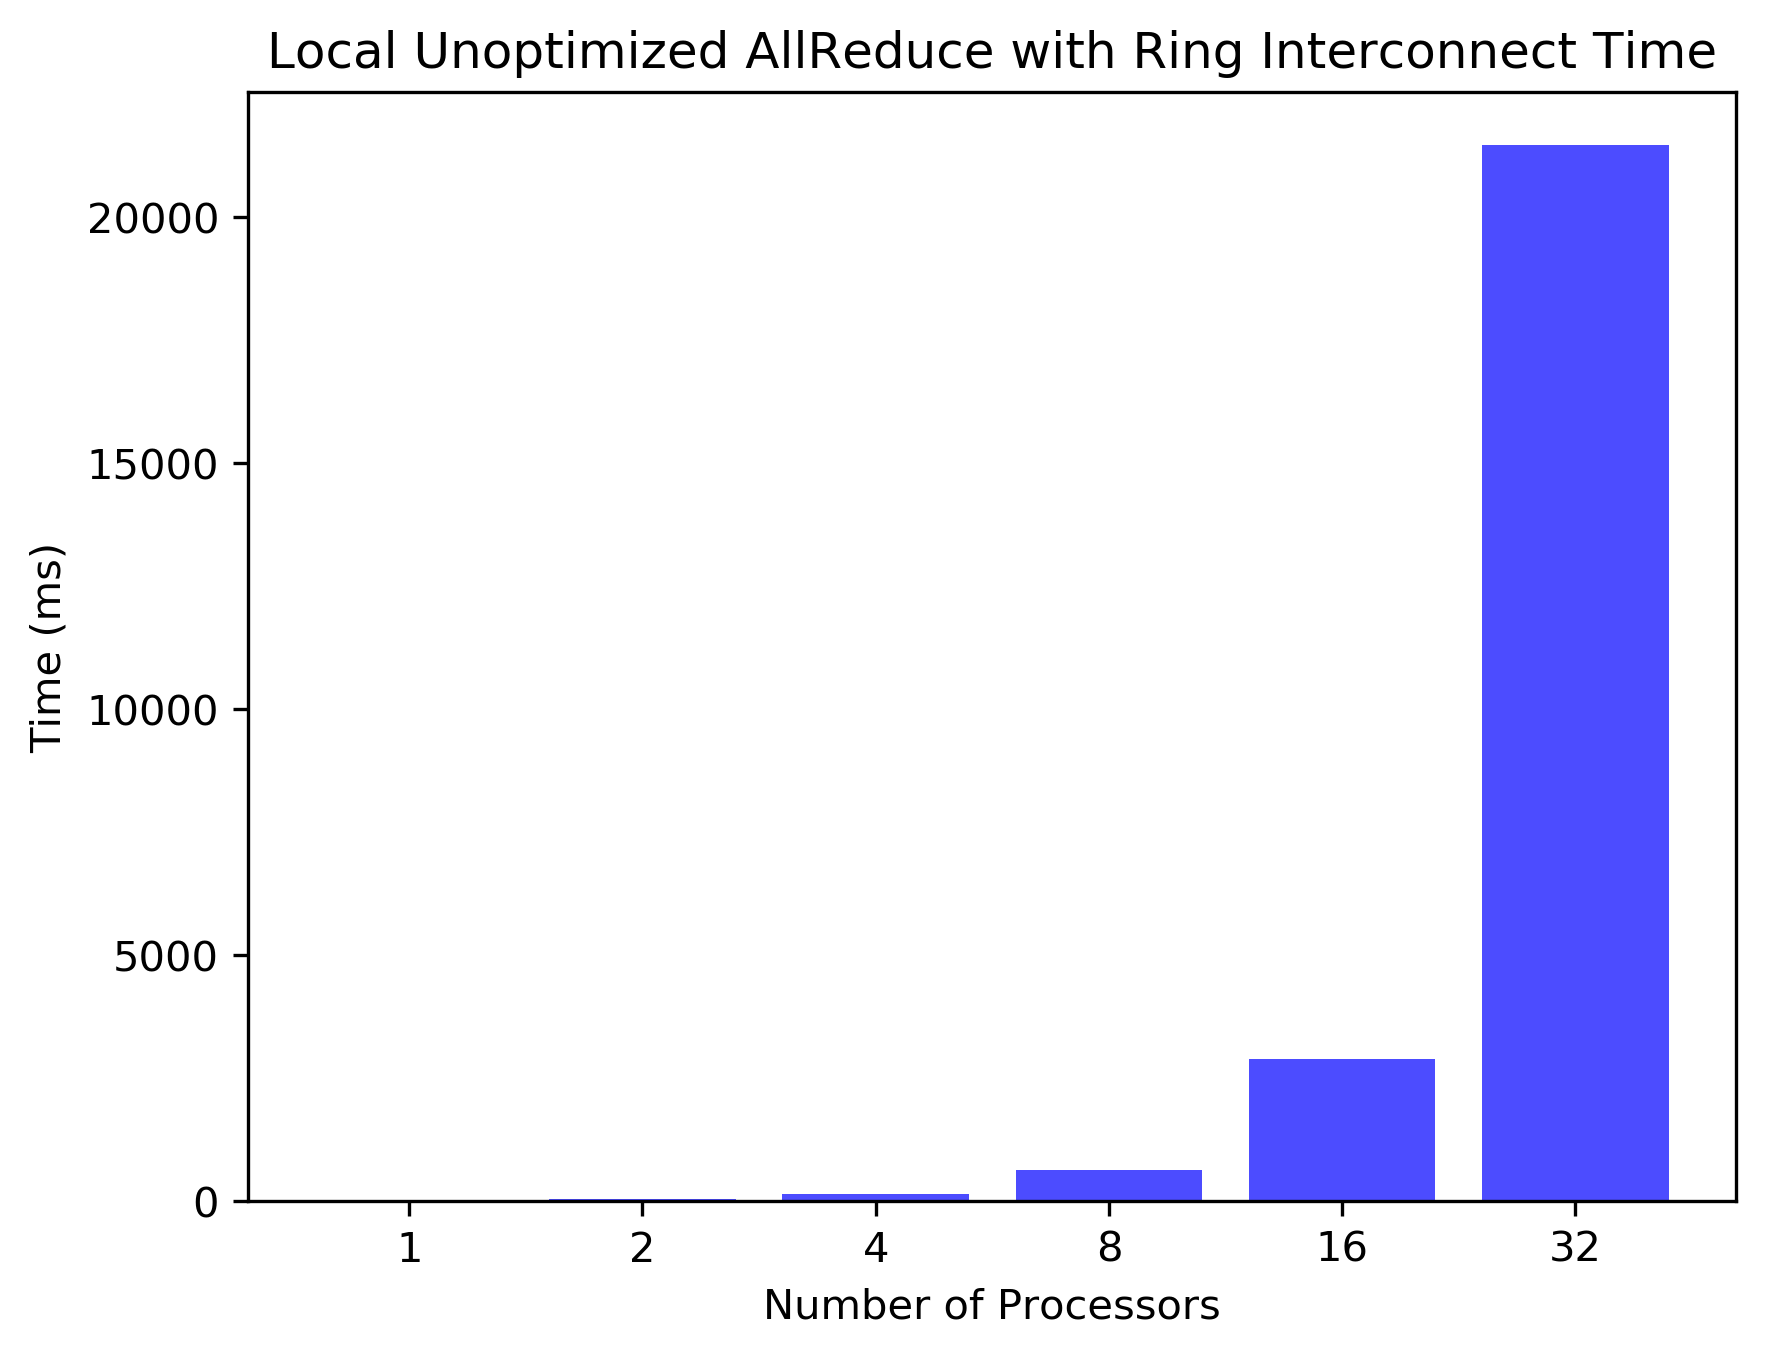 Local Unoptimized AllReduce with Ring Interconnect Time
20000
15000
10000
5000
0
Time (ms)
1 2 4 8 16 32
Number of Processors